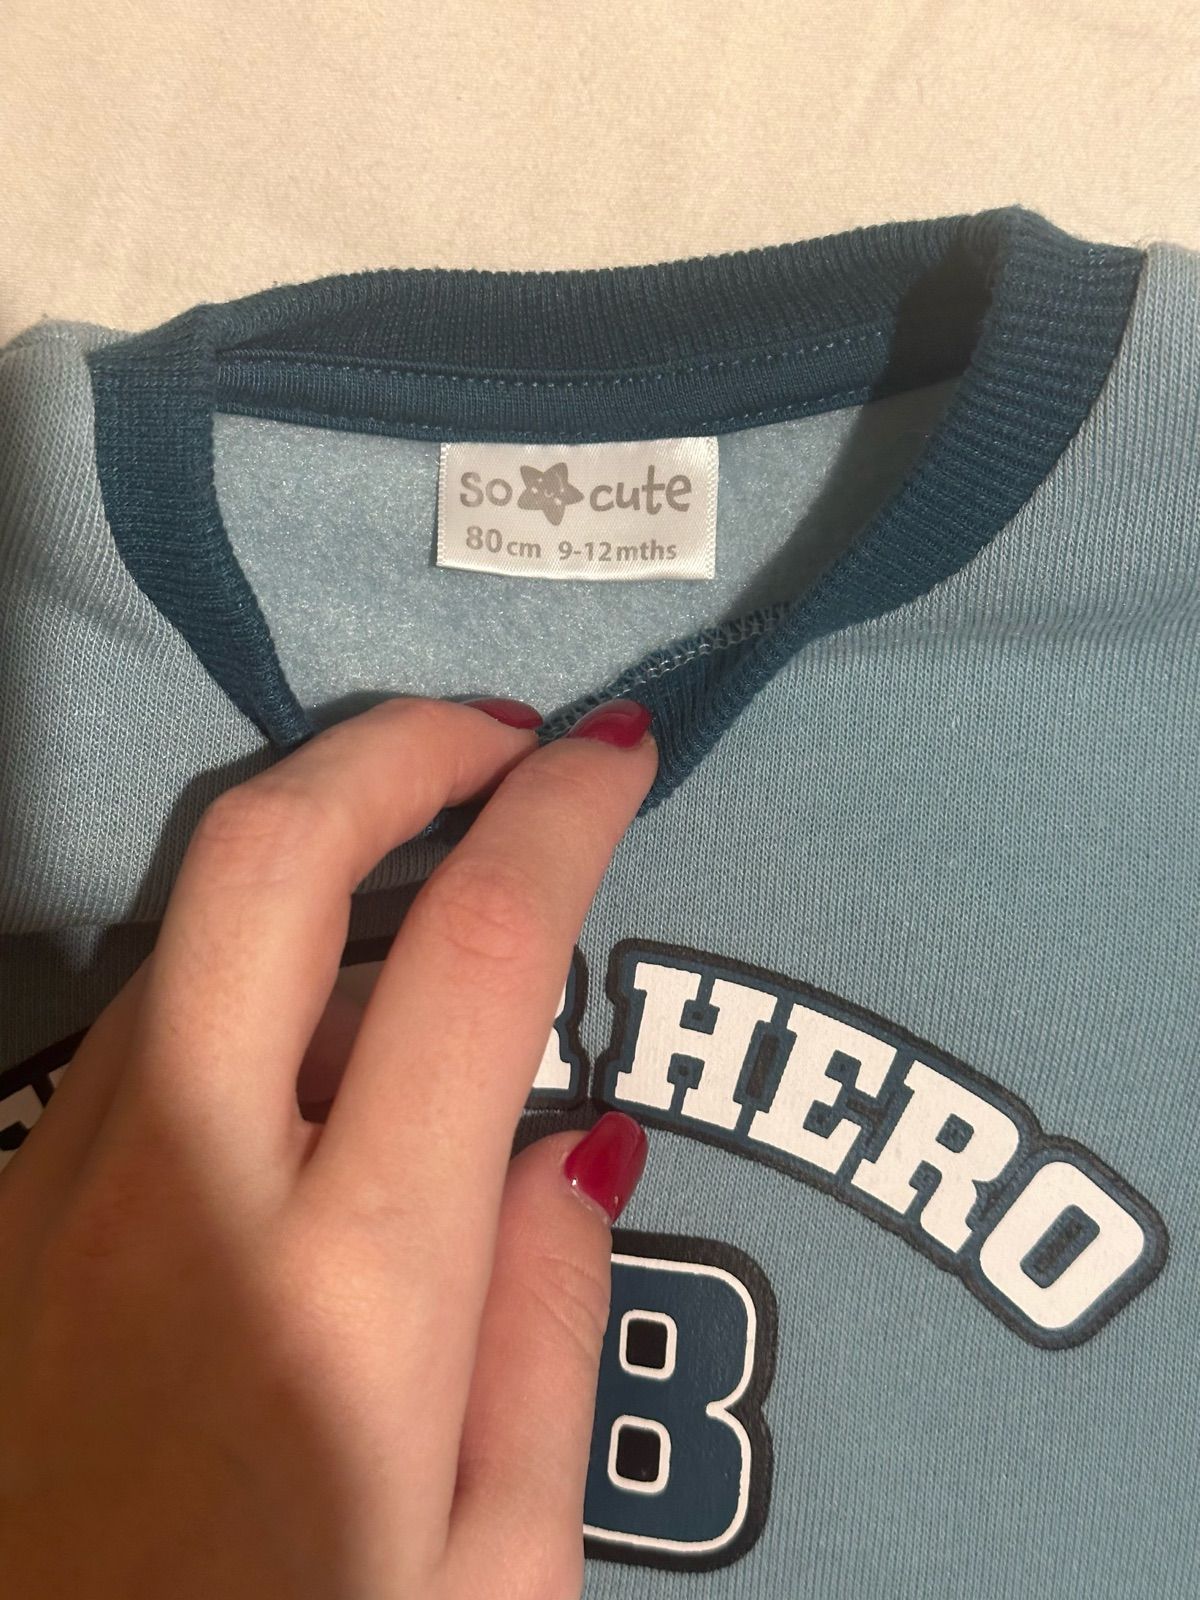 so cute
80cm 9-12mths
HERO
B